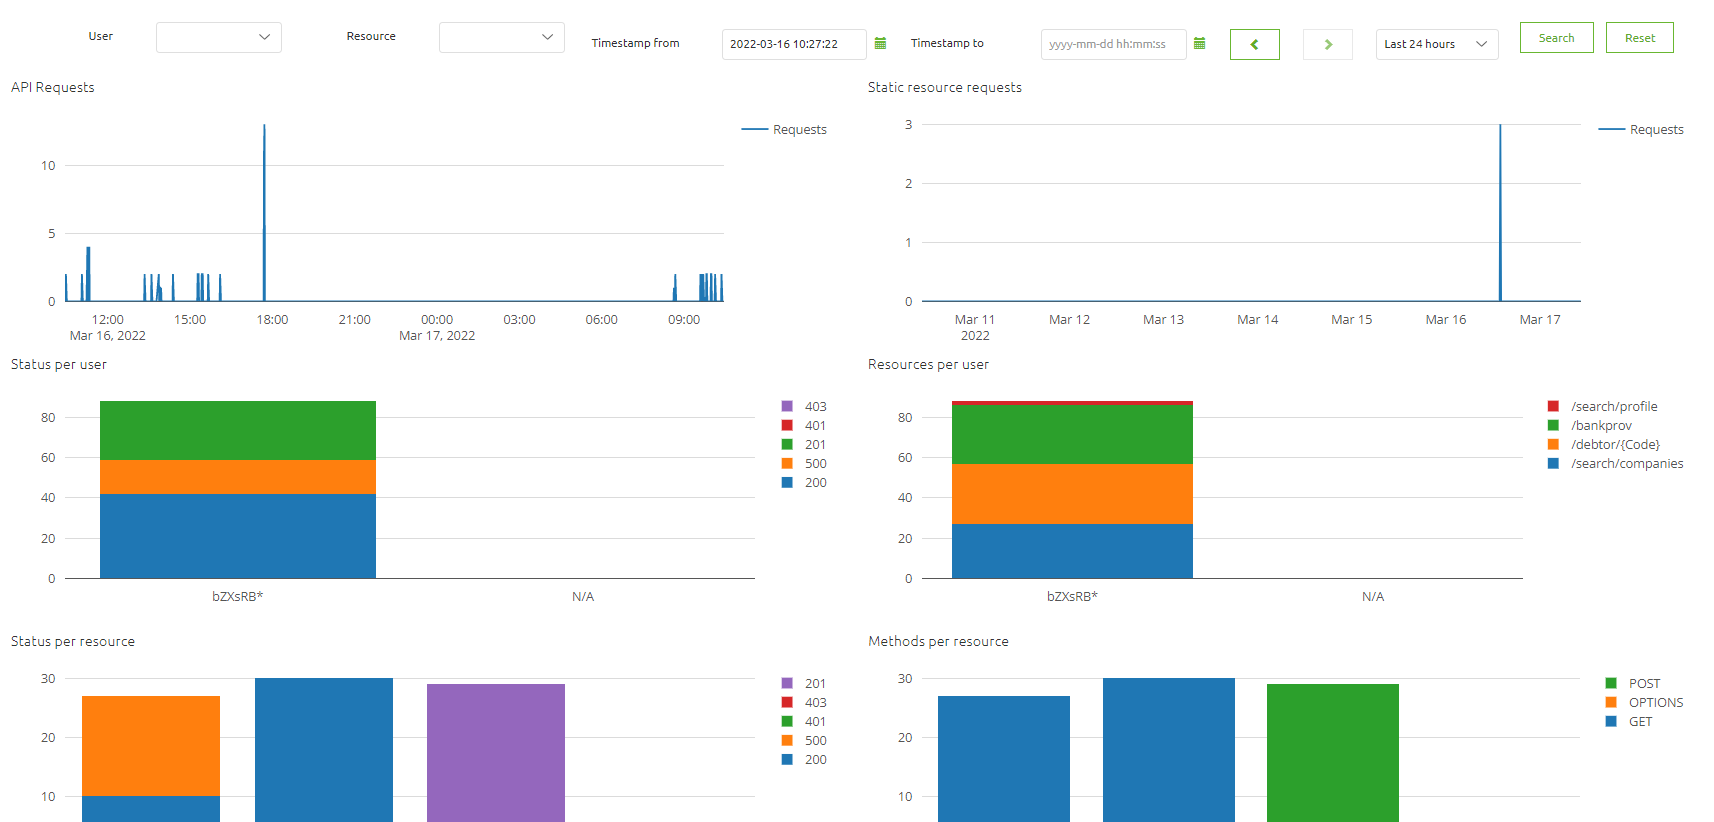 User
Resource
Timestamp from
2022-03-16 10:27:22
Timestamp to
yyyy-mm-dd hh:mm:ss
Last 24 hours
Search
Reset
API Requests
10
5
0
12:00
15:00
18:00
21:00
00:00
03:00
06:00
09:00
Mar 16, 2022
Mar 17, 2022
Requests
Static resource requests
3
2
1
0
Mar 11
Mar 12
Mar 13
Mar 14
Mar 15
Mar 16
Mar 17
2022
Requests
Status per user
80
60
40
20
0
bZXsRB*
N/A
403
401
201
500
200
Resources per user
80
60
40
20
0
bZXsRB*
N/A
/search/profile
/bankprov
/debtor/{Code}
/search/companies
Status per resource
30
20
10
201
403
401
500
200
Methods per resource
30
20
10
POST
OPTIONS
GET